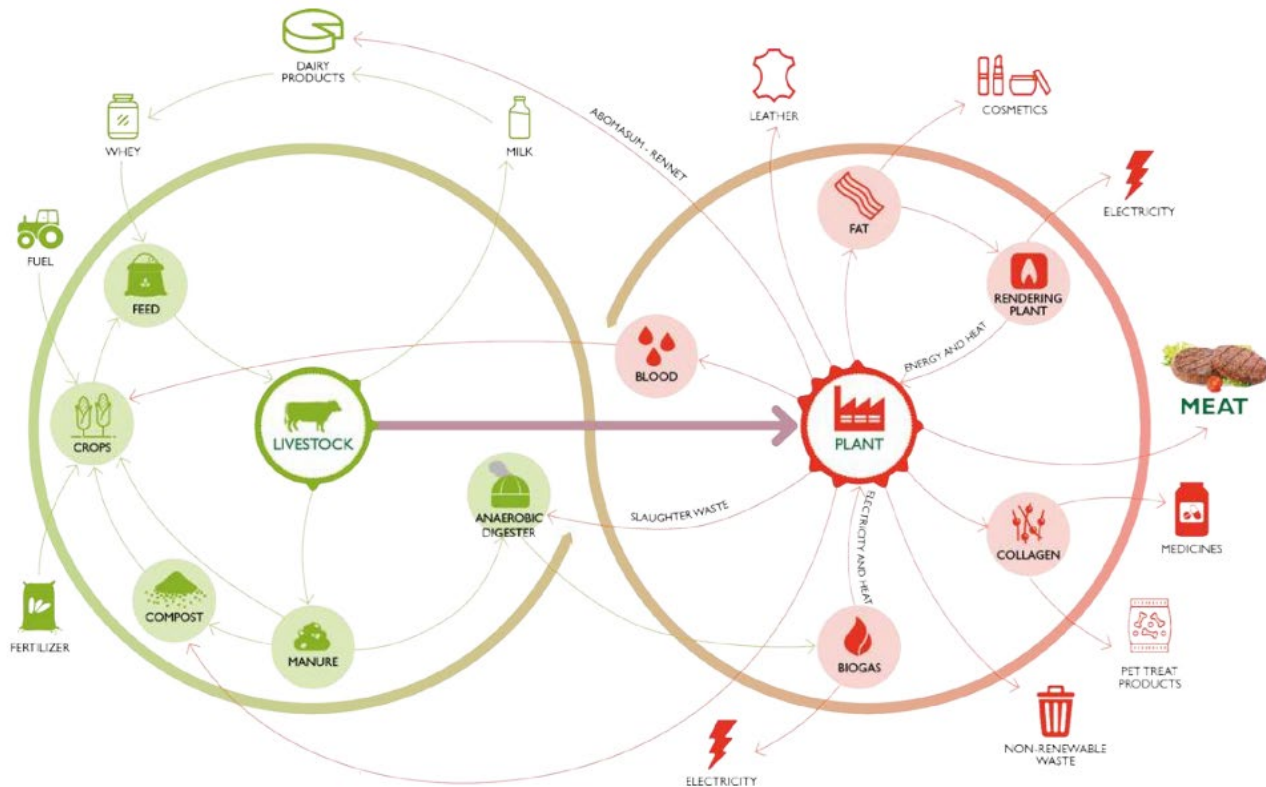 DAIRY
PRODUCTS
WHEY
MILK
ABOMASUM - RENNET
LEATHER
COSMETICS
ELECTRICITY
FUEL
FEED
FAT
RENDERING
PLANT
ENERGY AND HEAT
BLOOD
MEAT
CROPS
LIVESTOCK
PLANT
ANAEROBIC
DIGESTER
SLAUGHTER WASTE
ELECTRICITY AND HEAT
COLLAGEN
MEDICINES
COMPOST
FERTILIZER
MANURE
BIOGAS
PET TREAT
PRODUCTS
NON-RENEWABLE
WASTE
ELECTRICITY